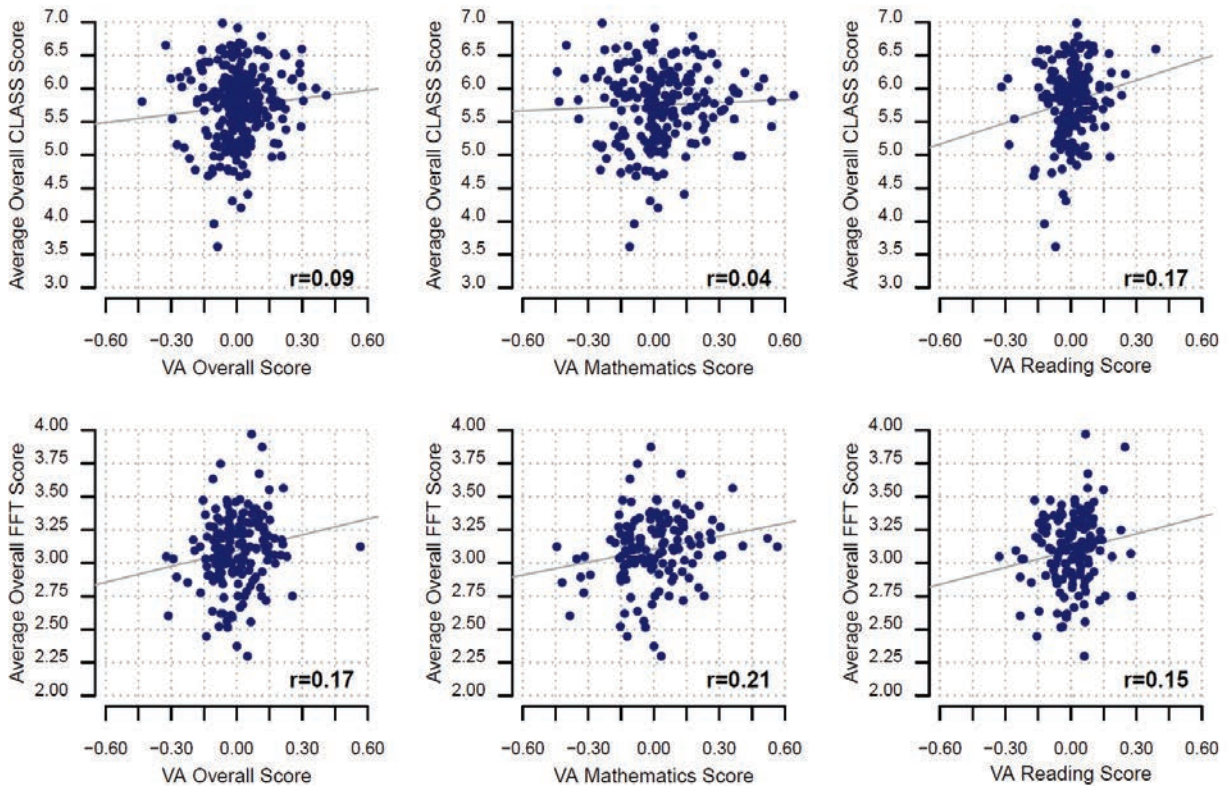 Average Overall CLASS Score
7.0
6.5
6.0
5.5
5.0
4.5
4.0
3.5
3.0
r=0.09
−0.60 −0.30 0.00 0.30 0.60
VA Overall Score
Average Overall CLASS Score
7.0
6.5
6.0
5.5
5.0
4.5
4.0
3.5
3.0
r=0.04
−0.60 −0.30 0.00 0.30 0.60
VA Mathematics Score
Average Overall CLASS Score
7.0
6.5
6.0
5.5
5.0
4.5
4.0
3.5
3.0
r=0.17
−0.60 −0.30 0.00 0.30 0.60
VA Reading Score
Average Overall FFT Score
4.00
3.75
3.50
3.25
3.00
2.75
2.50
2.25
2.00
r=0.17
−0.60 −0.30 0.00 0.30 0.60
VA Overall Score
Average Overall FFT Score
4.00
3.75
3.50
3.25
3.00
2.75
2.50
2.25
2.00
r=0.21
−0.60 −0.30 0.00 0.30 0.60
VA Mathematics Score
Average Overall FFT Score
4.00
3.75
3.50
3.25
3.00
2.75
2.50
2.25
2.00
r=0.15
−0.60 −0.30 0.00 0.30 0.60
VA Reading Score